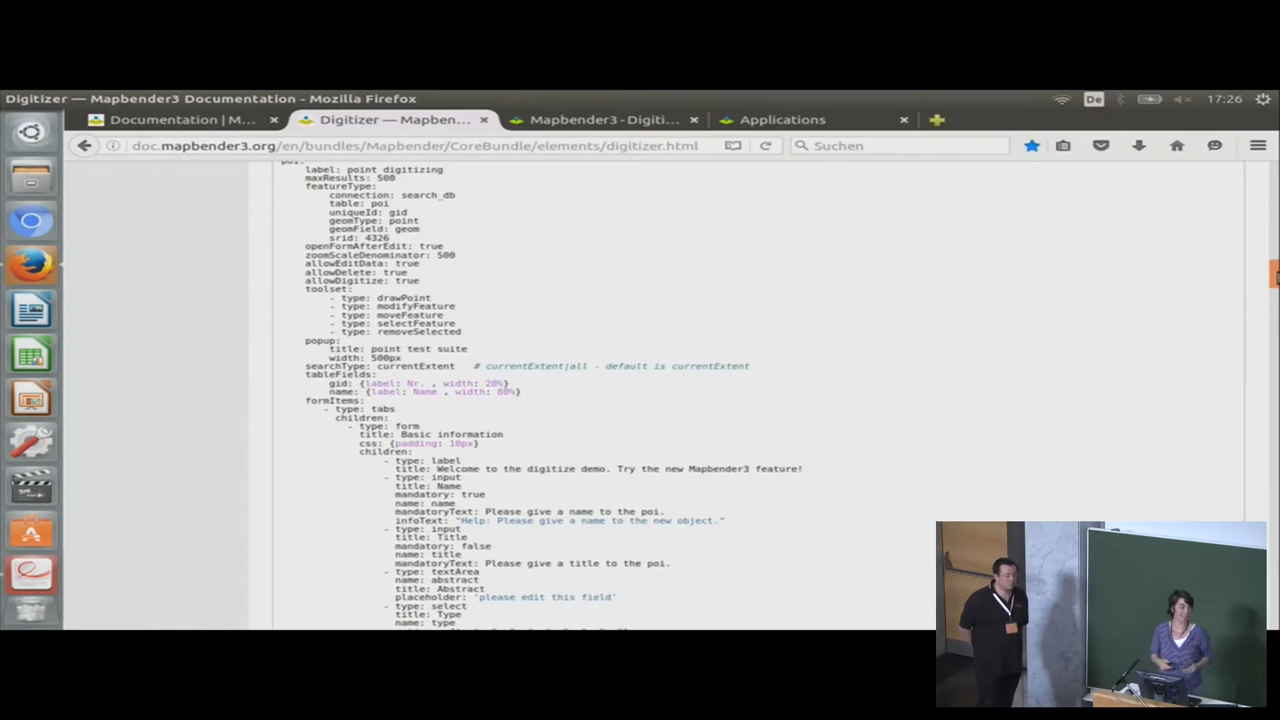 Digitizer — Mapbender3 Documentation - Mozilla Firefox
De
17:26
Documentation | M...
Digitizer — Mapben...
Mapbender3 - Digiti...
Applications
doc.mapbender3.org/en/bundles/Mapbender/CoreBundle/elements/digitizer.html
Suchen
poi:
label: point digitizing
maxResults: 500
featureType:
connection: search_db
table: poi
uniqueId: gid
geomType: point
geomField: geom
srid: 4326
openFormAfterEdit: true
zoomScaleDenominator: 500
allowEditData: true
allowDelete: true
allowDigitize: true
toolset:
- type: drawPoint
- type: modifyFeature
- type: moveFeature
- type: selectFeature
- type: removeSelected
popup:
title: point test suite
width: 500px
searchType: currentExtent # currentExtent|all - default is currentExtent
tableFields:
gid: {label: Nr. , width: 20%}
name: {label: Name , width: 80%}
formItems:
- type: tabs
children:
- type: form
title: Basic information
css: {padding: 10px}
children:
- type: label
title: Welcome to the digitize demo. Try the new Mapbender3 feature!
- type: input
title: Name
mandatory: true
name: name
mandatoryText: Please give a name to the poi.
infoText: "Help: Please give a name to the new object."
- type: input
title: Title
mandatory: false
name: title
mandatoryText: Please give a title to the poi.
- type: textArea
name: abstract
title: Abstract
placeholder: 'please edit this field'
- type: select
title: Type
name: type